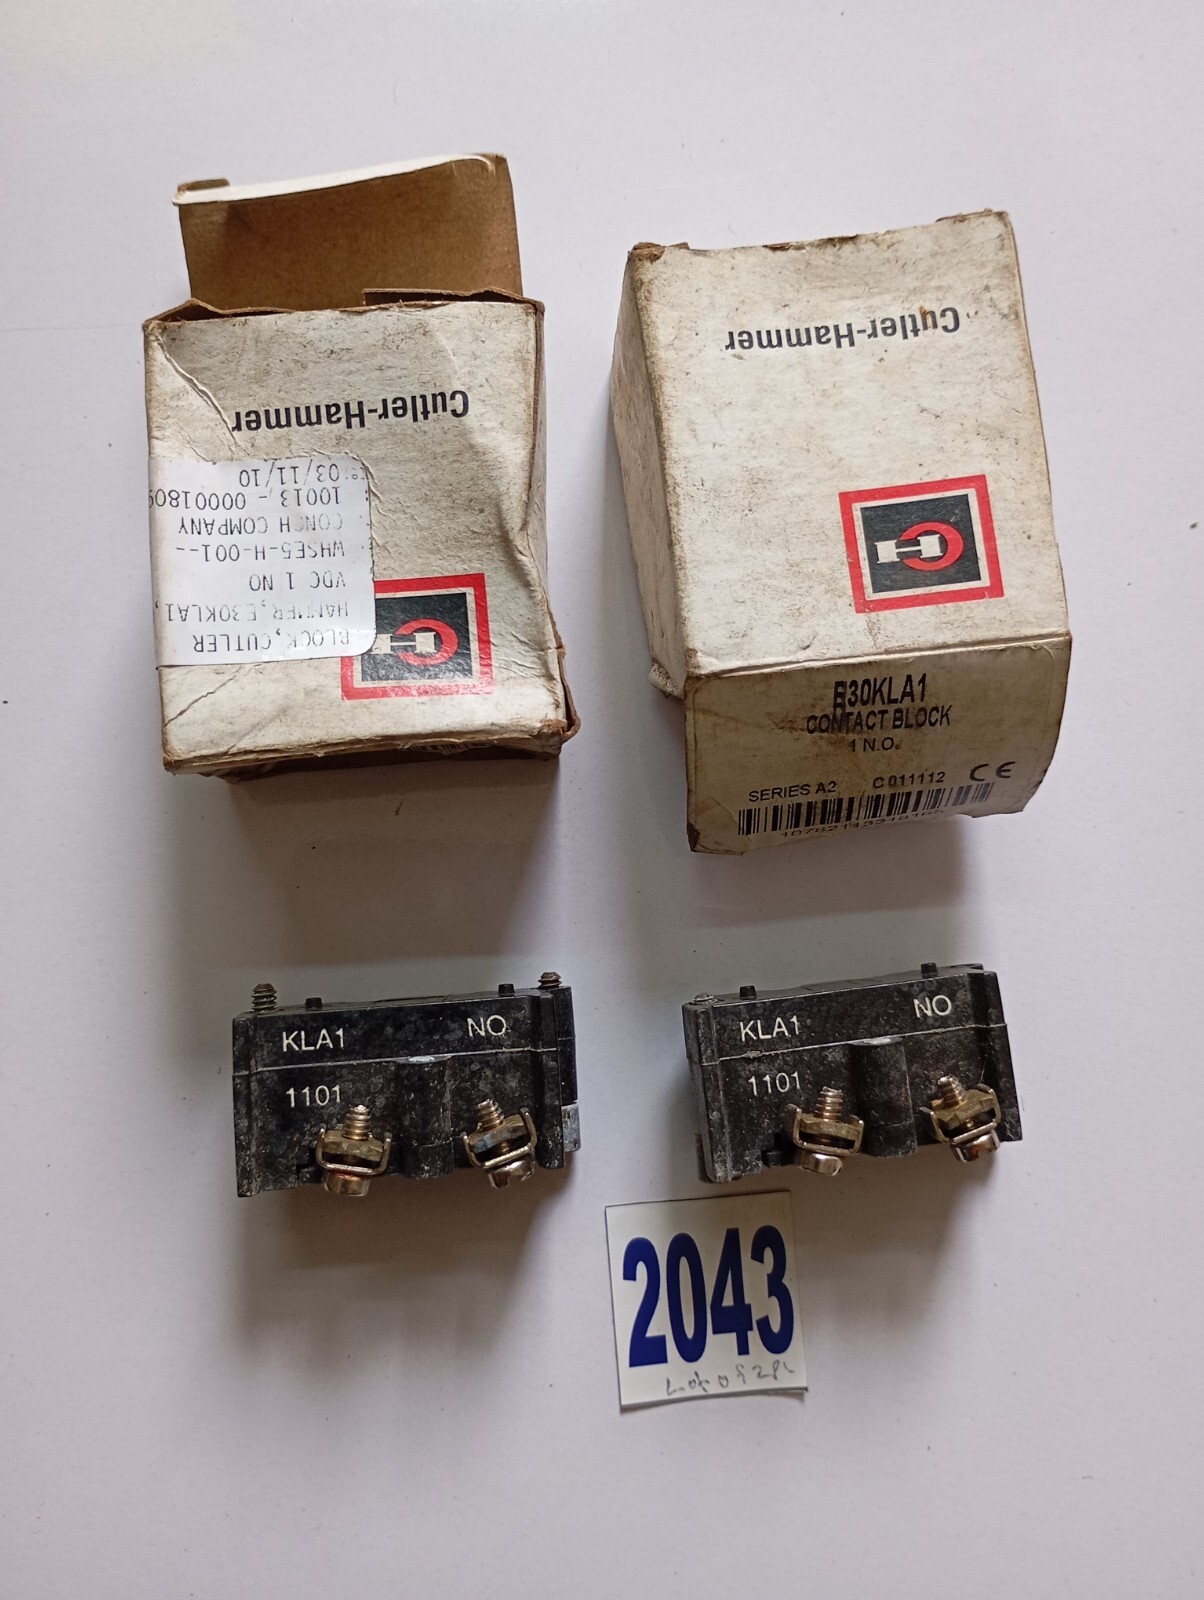 Cutler-Hammer
BLOCK, CUTLER
HAMMER, E30KLA1,
VDC 1 NO
WHSE5-H-001--
CONCH COMPANY
10013 - 00001809
03/11/10
Cutler-Hammer
E30KLA1
CONTACT BLOCK
1 N.O.
SERIES A2 C011112 CE
KLA1 NO
1101
KLA1 NO
1101
2043